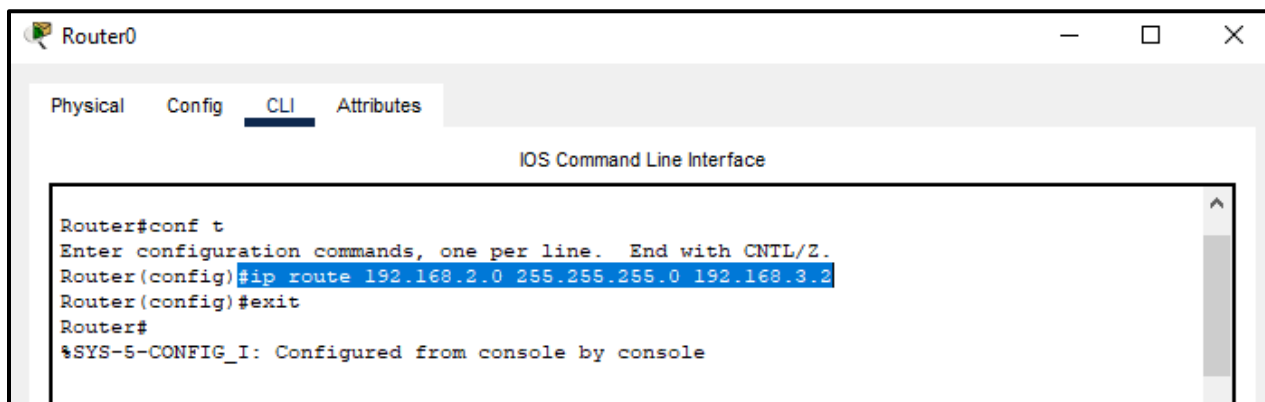 Router0
Physical Config CLI Attributes
IOS Command Line Interface
Router#conf t
Enter configuration commands, one per line.  End with CNTL/Z.
Router(config)#ip route 192.168.2.0 255.255.255.0 192.168.3.2
Router(config)#exit
Router#
%SYS-5-CONFIG_I: Configured from console by console